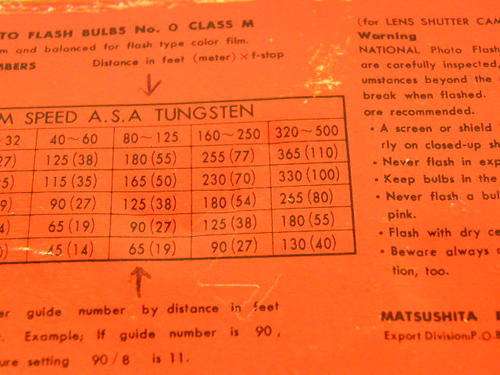 TO FLASH BULBS No. 0 CLASS M
m and balanced for flash type color film.
MBERS Distance in feet (meter) × f-stop
M SPEED A.S.A TUNGSTEN
32 40~60 80~125 160~250 320~500
27) 125 (38) 180 (55) 255 (77) 365 (110)
5) 115 (35) 165 (50) 230 (70) 330 (100)
9) 90 (27) 125 (38) 180 (54) 255 (80)
4) 65 (19) 90 (27) 125 (38) 180 (55)
) 45 (14) 65 (19) 90 (27) 130 (40)
er guide number by distance in feet
. Example; If guide number is 90,
ure setting 90/8 is 11.
(for LENS SHUTTER CAM
Warning
NATIONAL Photo Flash
are carefully inspected,
umstances beyond the
break when flashed.
are recommended.
• A screen or shield
rly on closed-up sh
• Never flash in exp
• Keep bulbs in the
• Never flash a bul
pink.
• Flash with dry ce
• Beware always o
tion, too.
MATSUSHITA
Export Division:P.O.B